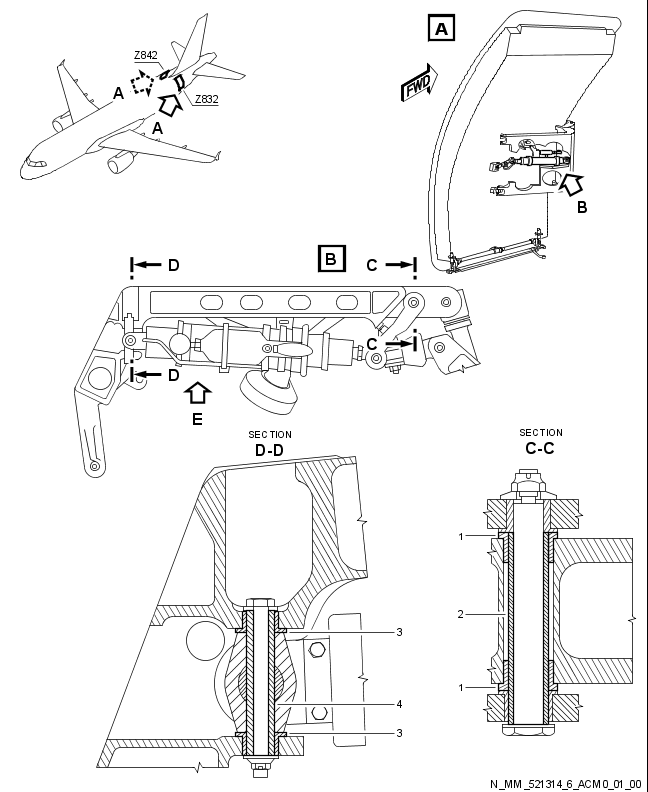 Z842
A
Z832
A
A
FWD
B
D
B
C
C
D
E
SECTION
D-D
SECTION
C-C
1
2
3
1
4
3
N_MM_521314_6_ACM0_01_00